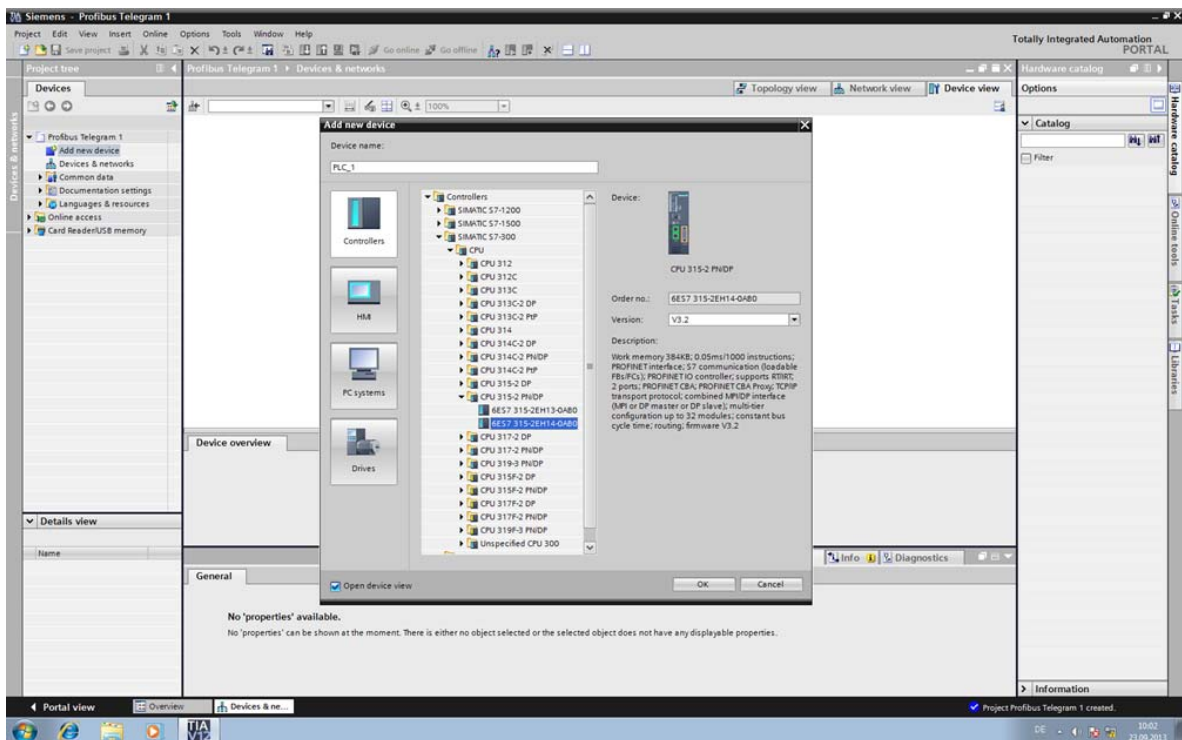 Siemens - Profibus Telegram 1
Project Edit View Insert Online Options Tools Window Help
Save project Go online Go offline
Totally Integrated Automation
PORTAL
Project tree
Profibus Telegram 1 Devices & networks
Hardware catalog
Devices
Topology view Network view Device view
Options
100%
Profibus Telegram 1
Add new device
Devices & networks
Common data
Documentation settings
Languages & resources
Online access
Card Reader/USB memory
Devices & networks
Add new device
Device name:
PLC_1
Controllers
HMI
PC systems
Drives
Controllers
SIMATIC S7-1200
SIMATIC S7-1500
SIMATIC S7-300
CPU
CPU 312
CPU 312C
CPU 313C
CPU 313C-2 DP
CPU 313C-2 PtP
CPU 314
CPU 314C-2 DP
CPU 314C-2 PN/DP
CPU 314C-2 PtP
CPU 315-2 DP
CPU 315-2 PN/DP
6ES7 315-2EH13-0AB0
6ES7 315-2EH14-0AB0
CPU 317-2 DP
CPU 317-2 PN/DP
CPU 319-3 PN/DP
CPU 315F-2 DP
CPU 315F-2 PN/DP
CPU 317F-2 DP
CPU 317F-2 PN/DP
CPU 319F-3 PN/DP
Unspecified CPU 300
Device:
CPU 315-2 PN/DP
Order no.: 6ES7 315-2EH14-0AB0
Version: V3.2
Description:
Work memory 384KB; 0.05ms/1000 instructions;
PROFINET interface; S7 communication (loadable
FBs/FCs); PROFINET IO controller; supports RT/IRT;
2 ports; PROFINET CBA; PROFINET CBA Proxy; TCP/IP
transport protocol; combined MPI/DP interface
(MPI or DP master or DP slave); multi-tier
configuration up to 32 modules; constant bus
cycle time; routing; firmware V3.2
Open device view
OK Cancel
Catalog
Filter
Hardware catalog
Online tools
Tasks
Libraries
Information
Device overview
Details view
Name
Info Diagnostics
General
No 'properties' available.
No 'properties' can be shown at the moment. There is either no object selected or the selected object does not have any displayable properties.
Portal view Overview Devices & ne...
Project Profibus Telegram 1 created.
TIA
V12
DE
10:02
23.09.2013